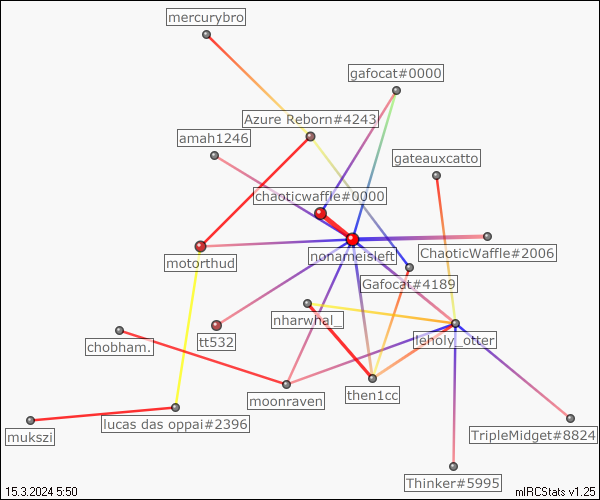 mercurybro
gafocat#0000
Azure Reborn#4243
amah1246
gateauxcatto
chaoticwaffle#0000
nonameisleft
ChaoticWaffle#2006
motorthud
Gafocat#4189
nharwhal_
tt532
leholy_otter
chobham.
moonraven
then1cc
lucas das oppai#2396
mukszi
TripleMidget#8824
Thinker#5995
15.3.2024 5:50
mIRCStats v1.25